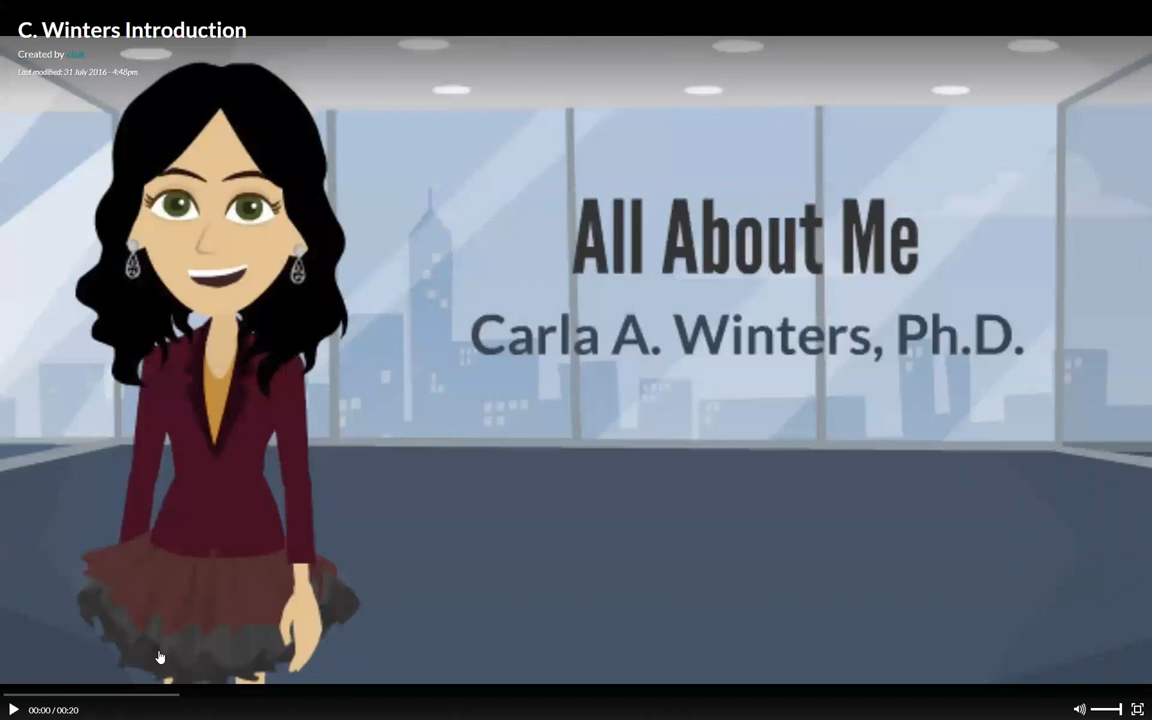 C. Winters Introduction
Created by
Last modified: 31 July 2016 - 4:48pm
All About Me
Carla A. Winters, Ph.D.
00:00 / 00:20